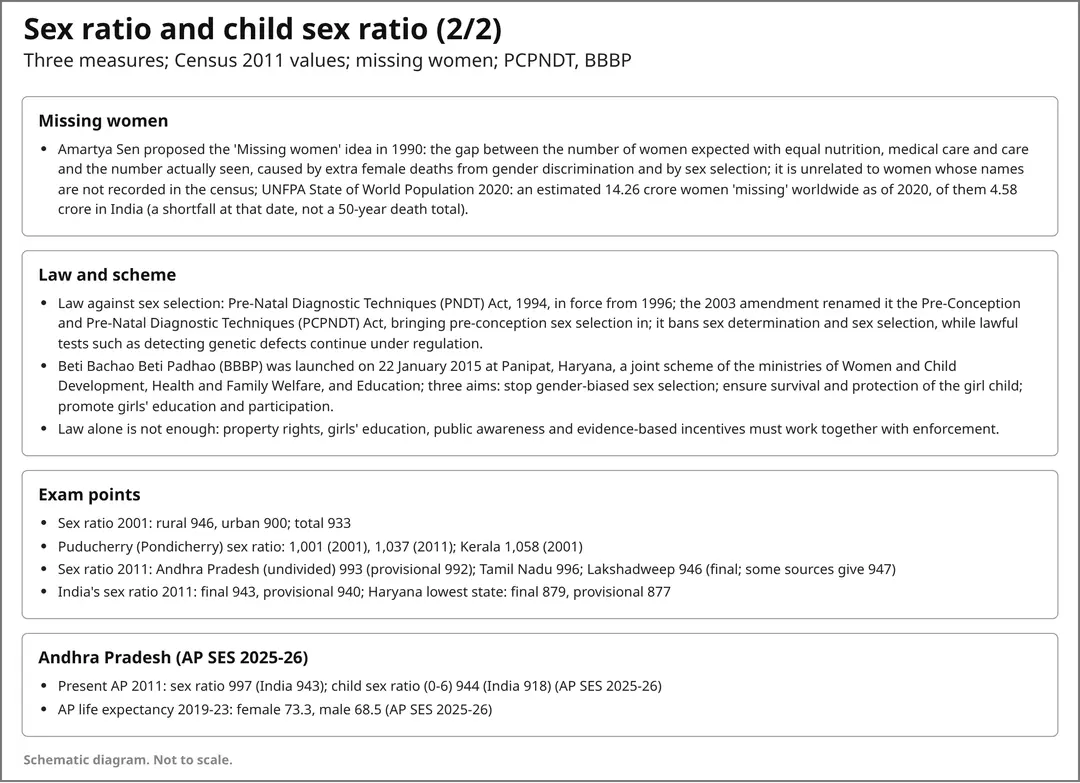 Sex ratio and child sex ratio (2/2)
Three measures; Census 2011 values; missing women; PCPNDT, BBBP
Missing women
• Amartya Sen proposed the 'Missing women' idea in 1990: the gap between the number of women expected with equal nutrition, medical care and care
and the number actually seen, caused by extra female deaths from gender discrimination and by sex selection; it is unrelated to women whose names
are not recorded in the census; UNFPA State of World Population 2020: an estimated 14.26 crore women 'missing' worldwide as of 2020, of them 4.58
crore in India (a shortfall at that date, not a 50-year death total).
Law and scheme
• Law against sex selection: Pre-Natal Diagnostic Techniques (PNDT) Act, 1994, in force from 1996; the 2003 amendment renamed it the Pre-Conception
and Pre-Natal Diagnostic Techniques (PCPNDT) Act, bringing pre-conception sex selection in; it bans sex determination and sex selection, while lawful
tests such as detecting genetic defects continue under regulation.
• Beti Bachao Beti Padhao (BBBP) was launched on 22 January 2015 at Panipat, Haryana, a joint scheme of the ministries of Women and Child
Development, Health and Family Welfare, and Education; three aims: stop gender-biased sex selection; ensure survival and protection of the girl child;
promote girls' education and participation.
• Law alone is not enough: property rights, girls' education, public awareness and evidence-based incentives must work together with enforcement.
Exam points
• Sex ratio 2001: rural 946, urban 900; total 933
• Puducherry (Pondicherry) sex ratio: 1,001 (2001), 1,037 (2011); Kerala 1,058 (2001)
• Sex ratio 2011: Andhra Pradesh (undivided) 993 (provisional 992); Tamil Nadu 996; Lakshadweep 946 (final; some sources give 947)
• India's sex ratio 2011: final 943, provisional 940; Haryana lowest state: final 879, provisional 877
Andhra Pradesh (AP SES 2025-26)
• Present AP 2011: sex ratio 997 (India 943); child sex ratio (0-6) 944 (India 918) (AP SES 2025-26)
• AP life expectancy 2019-23: female 73.3, male 68.5 (AP SES 2025-26)
Schematic diagram. Not to scale.